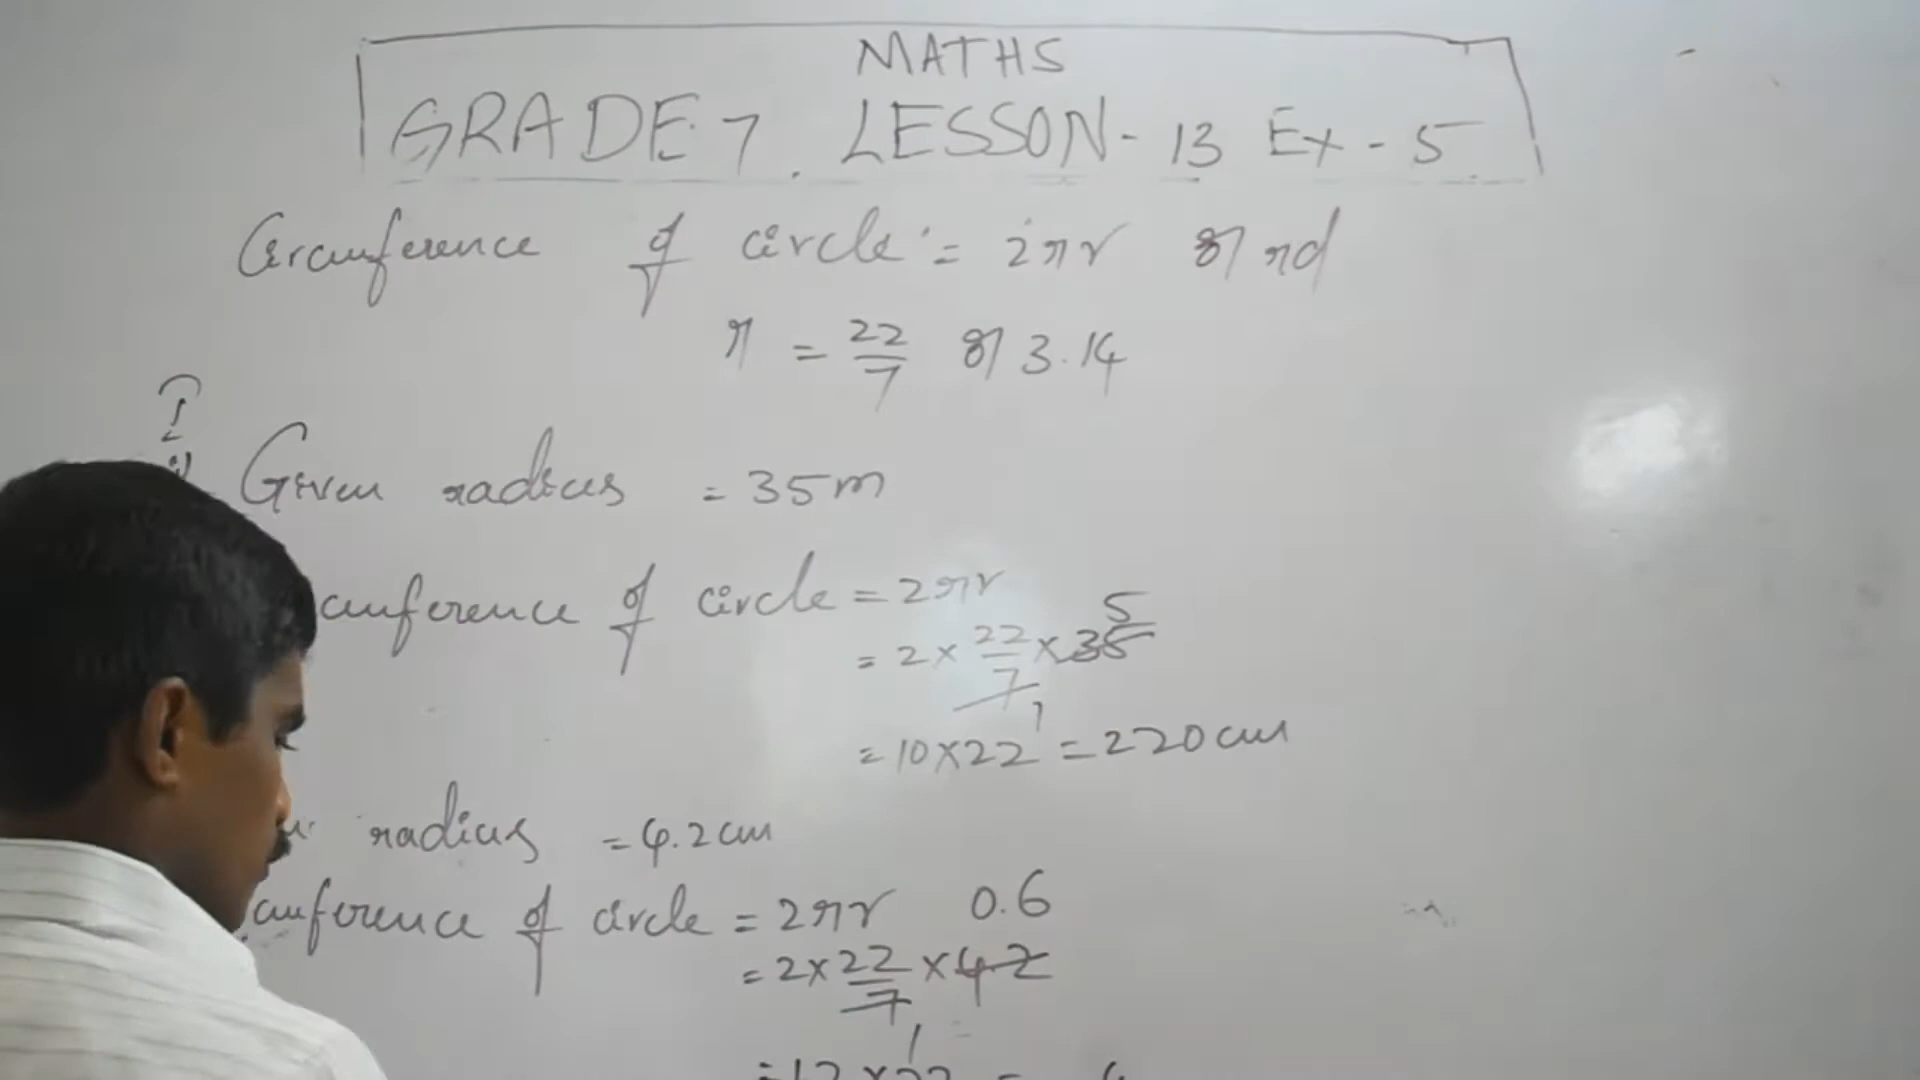 MATHS
GRADE 7. LESSON - 13 Ex - 5
Circumference of circle = 2πr or πd
π = 22/7 or 3.14
I
Given radius = 35m
cumference of circle = 2πr
= 2 × 22/7 × 35 5
1
= 10 × 22 = 220 cm
radius = 4.2 cm
cumference of circle = 2πr 0.6
= 2 × 22/7 × 4.2
1